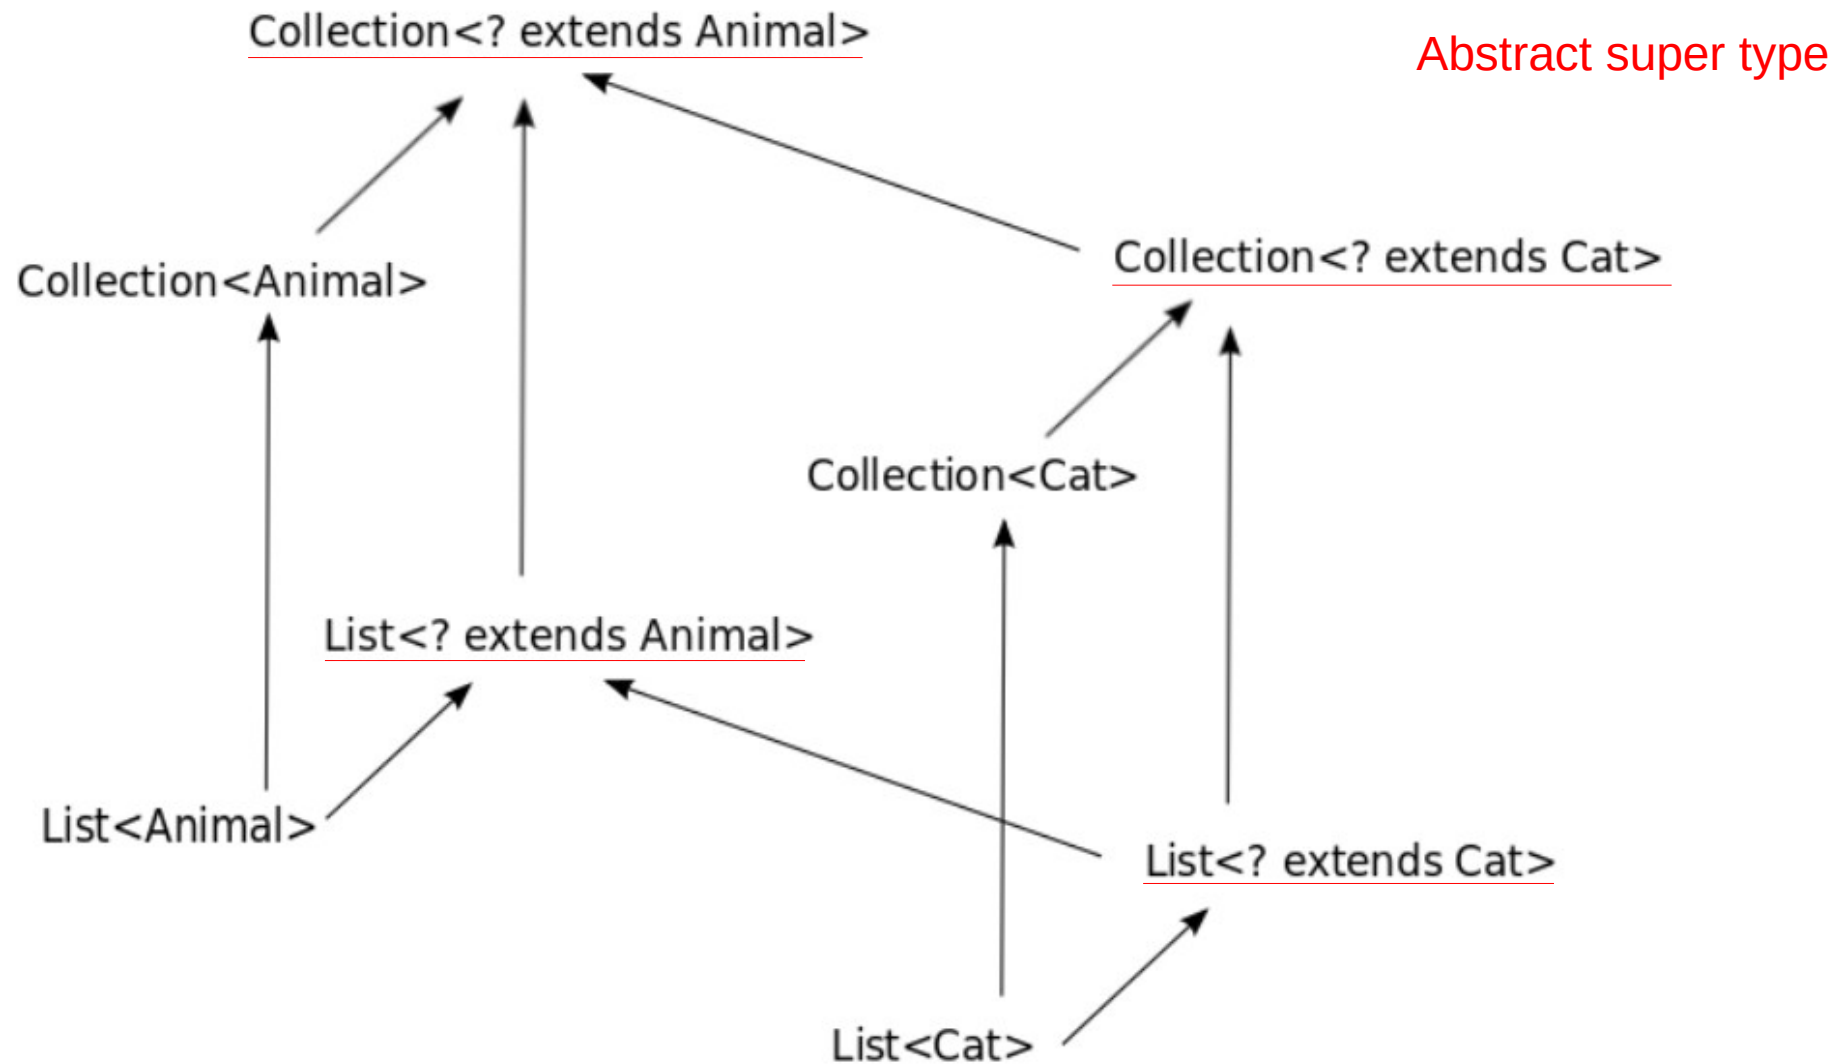 Collection<? extends Animal>
Abstract super type
Collection<? extends Cat>
Collection<Animal>
Collection<Cat>
List<? extends Animal>
List<Animal>
List<? extends Cat>
List<Cat>